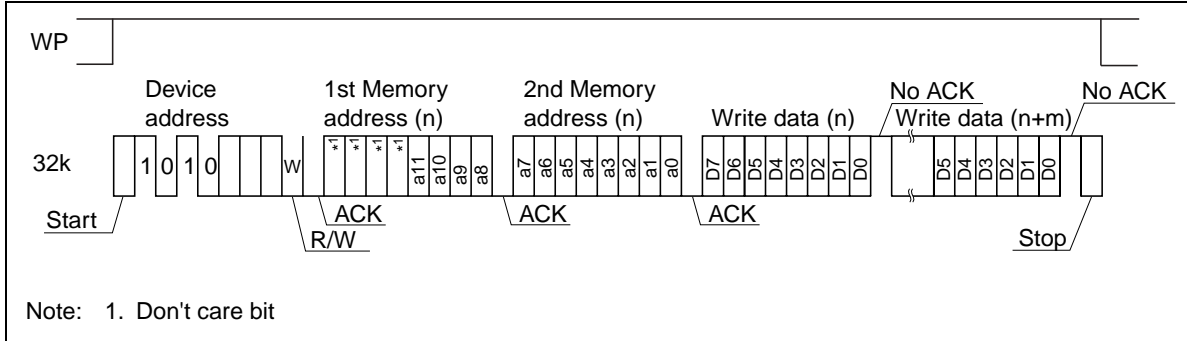 WP
Device address
1st Memory address (n)
2nd Memory address (n)
Write data (n)
No ACK
Write data (n+m)
No ACK
32k
1 0 1 0
W
*1 *1 *1 *1 a11 a10 a9 a8
a7 a6 a5 a4 a3 a2 a1 a0
D7 D6 D5 D4 D3 D2 D1 D0
D5 D4 D3 D2 D1 D0
Start
R/W
ACK
ACK
ACK
Stop
Note: 1. Don't care bit